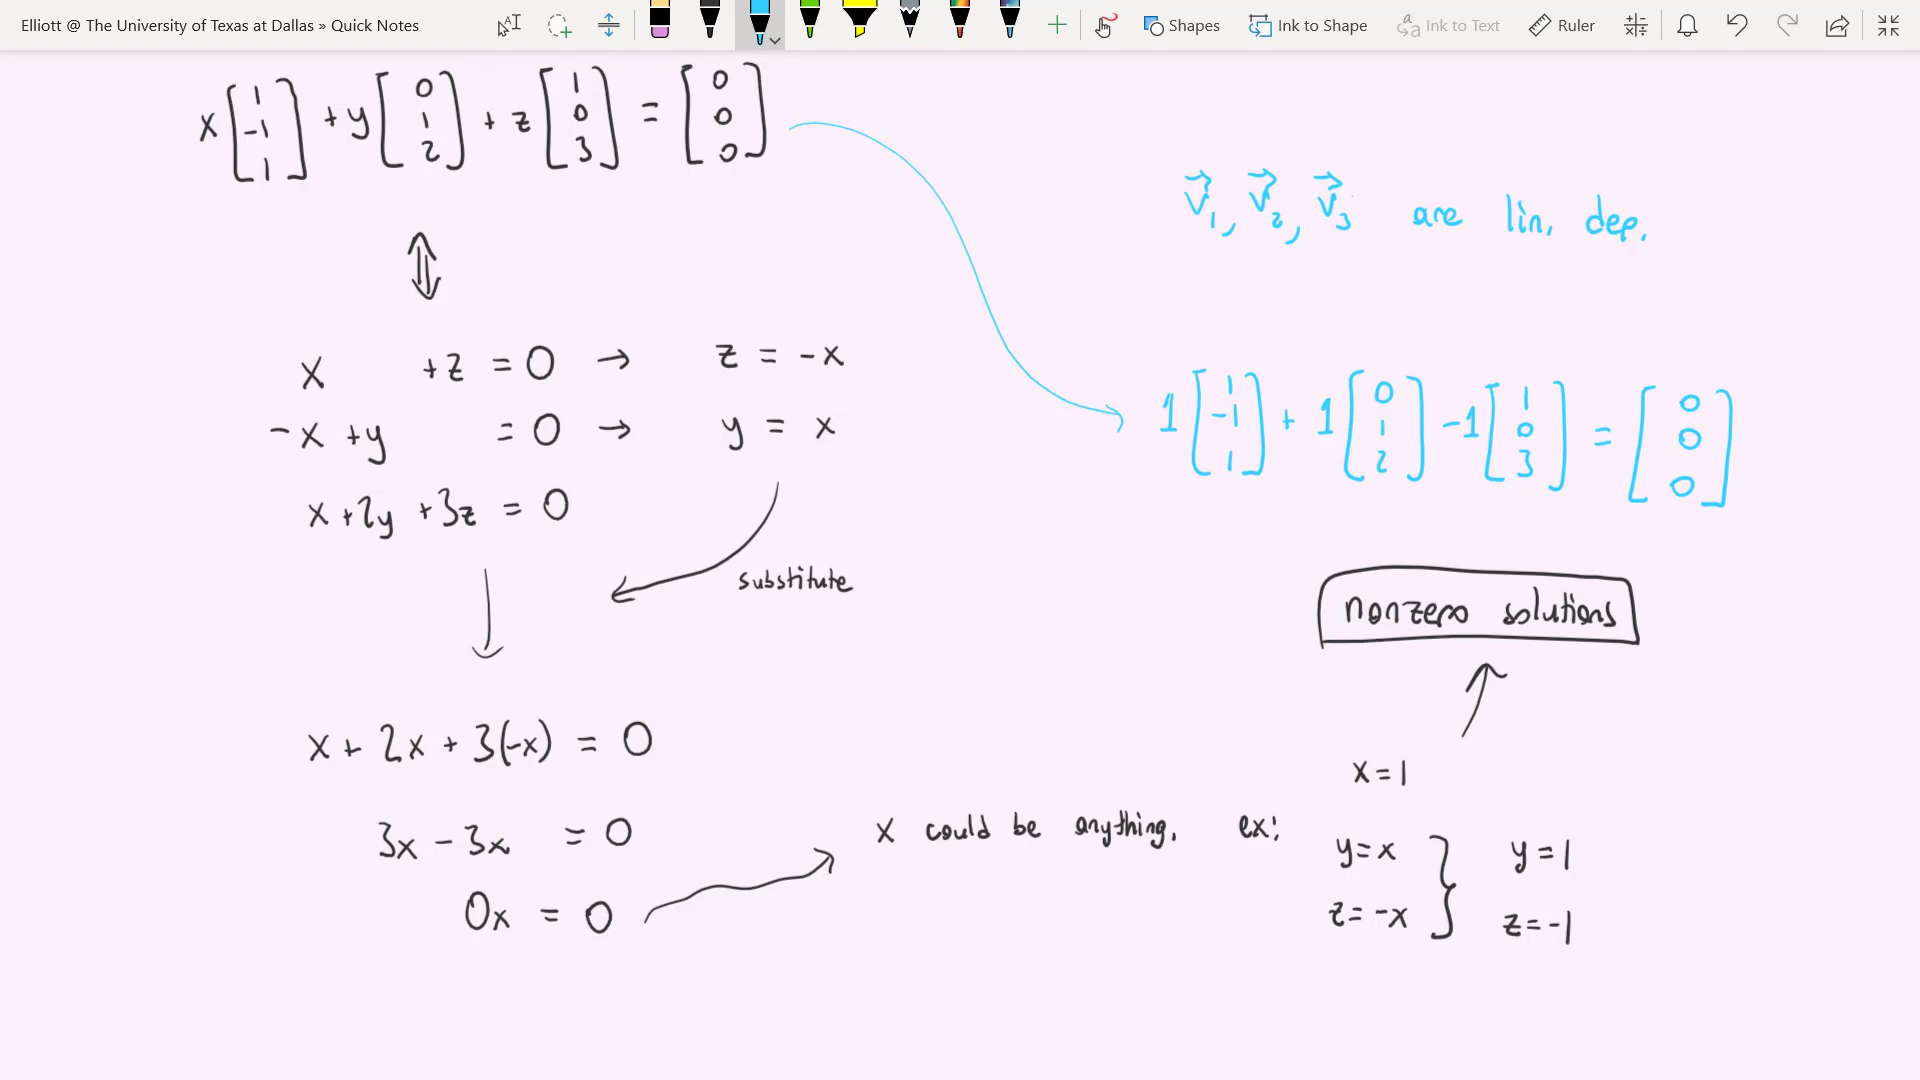 Elliott @ The University of Texas at Dallas » Quick Notes
Shapes
Ink to Shape
Ink to Text
Ruler
x [1 -1 1] + y [0 1 2] + z [1 0 3] = [0 0 0]
v⃗₁, v⃗₂, v⃗₃ are lin. dep.
⇕
x +z = 0 → z = -x
-x +y = 0 → y = x
x +2y +3z = 0
1 [1 -1 1] + 1 [0 1 2] -1 [1 0 3] = [0 0 0]
substitute
nonzero solutions
x + 2x + 3(-x) = 0
3x - 3x = 0
0x = 0
x could be anything. ex:
x = 1
y = x } y = 1
z = -x z = -1